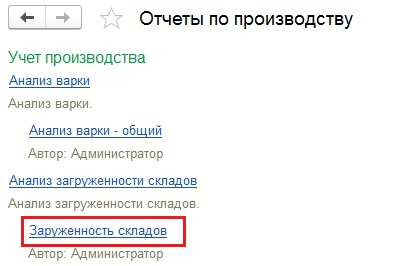 Отчеты по производству
Учет производства
Анализ варки
Анализ варки.
Анализ варки - общий
Автор: Администратор
Анализ загруженности складов
Анализ загруженности складов.
Заруженность складов
Автор: Администратор